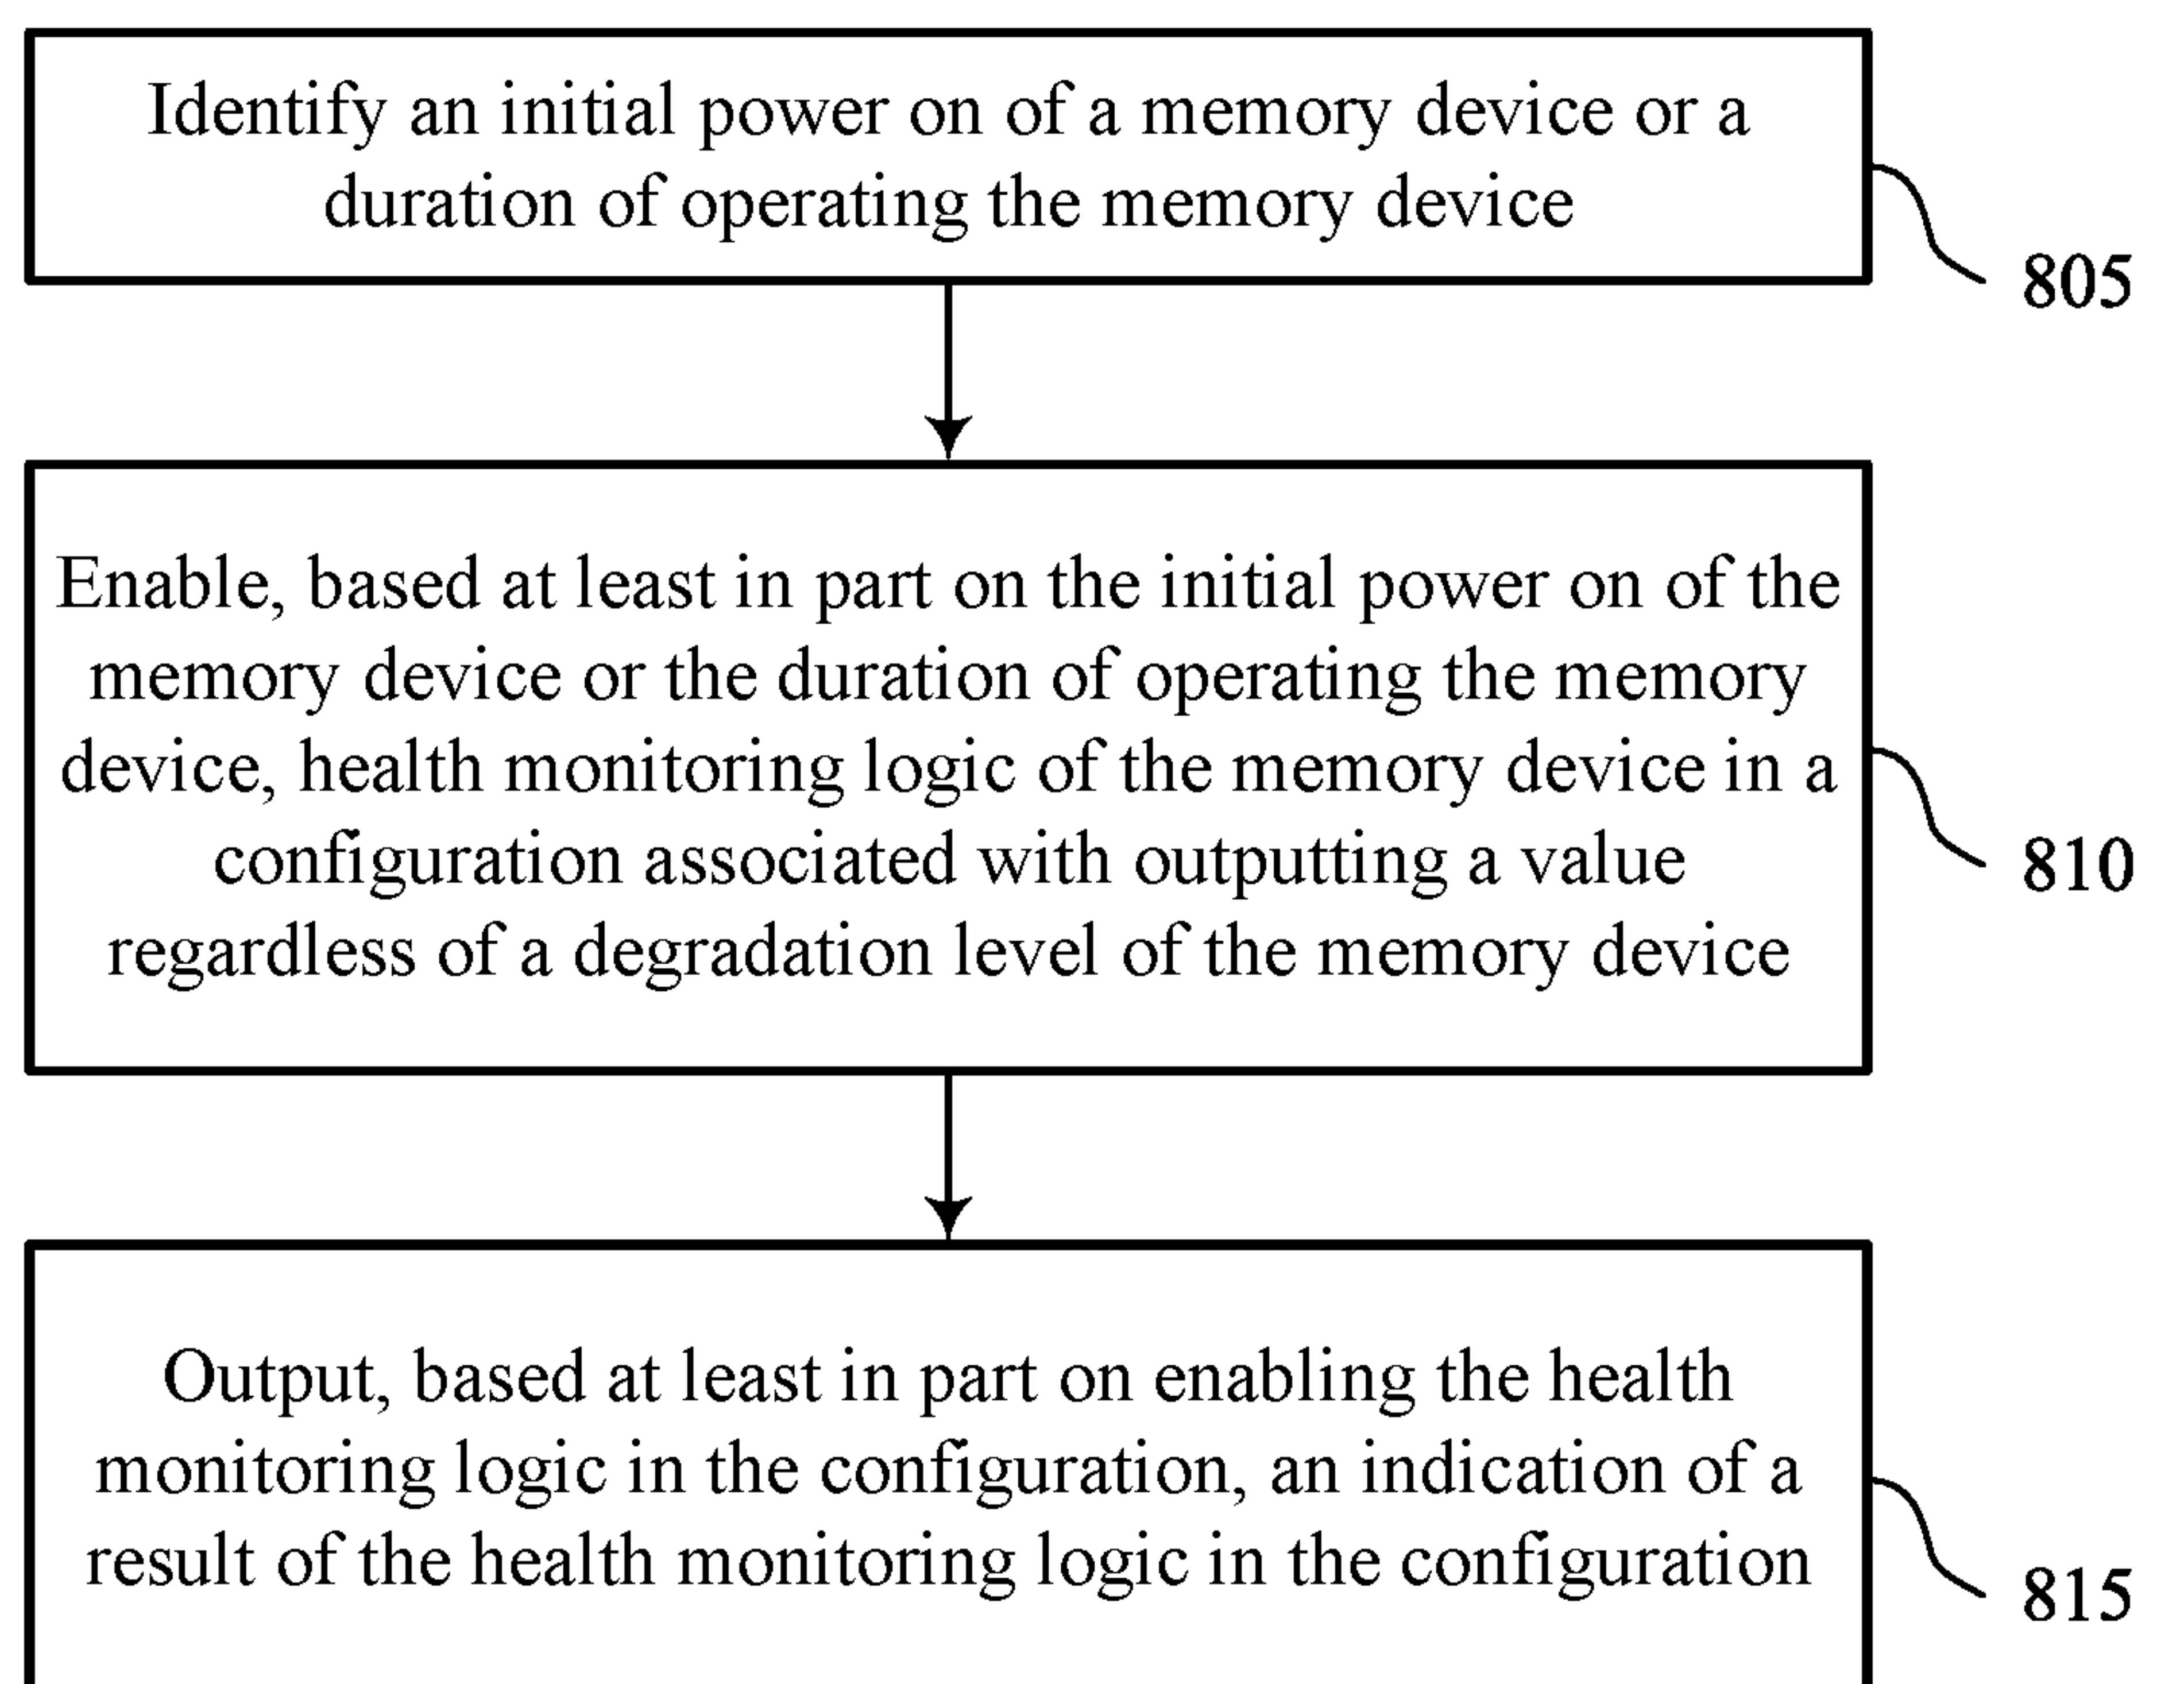 Identify an initial power on of a memory device or a
duration of operating the memory device
805
Enable, based at least in part on the initial power on of the
memory device or the duration of operating the memory
device, health monitoring logic of the memory device in a
configuration associated with outputting a value
regardless of a degradation level of the memory device
810
Output, based at least in part on enabling the health
monitoring logic in the configuration, an indication of a
result of the health monitoring logic in the configuration
815